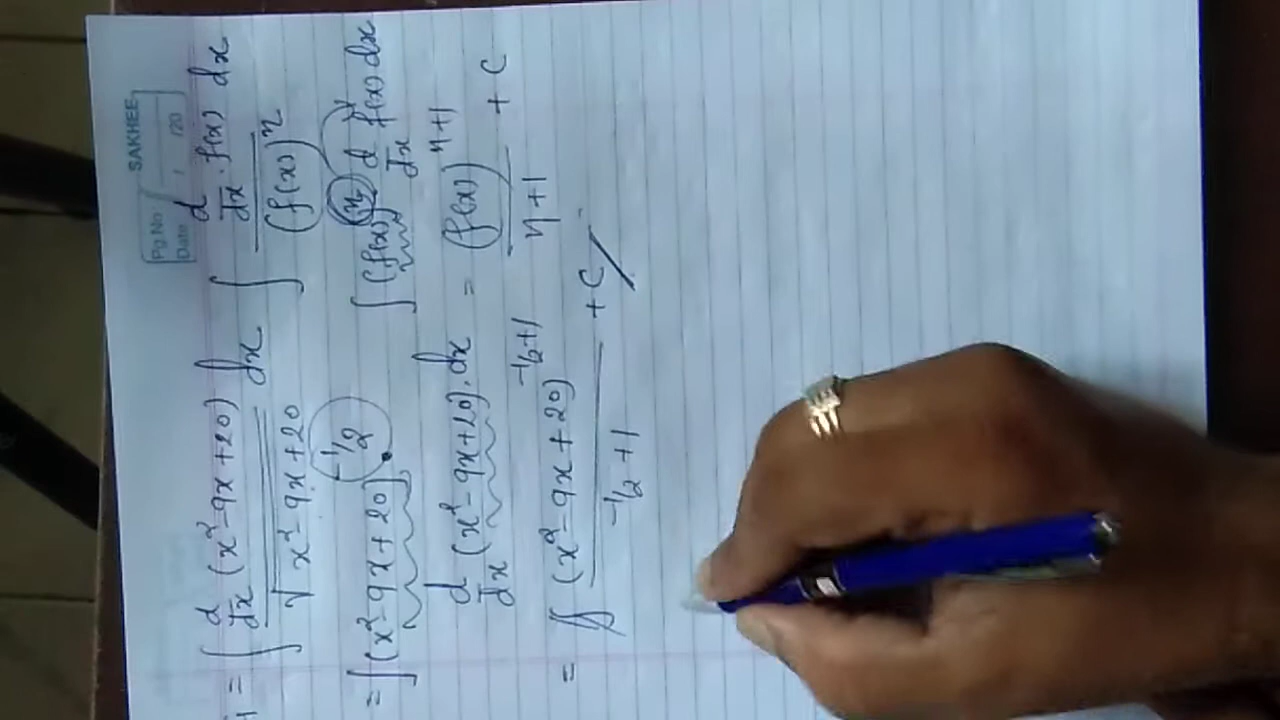 SAKHEE
Pg.No
Date / / 20
I = ∫ d/dx (x² - 9x + 20) / √x² - 9x + 20 dx
∫ d/dx · f(x) / (f(x))ⁿ dx
= ∫ (x² - 9x + 20)^(-1/2) ·
∫ (f(x))ⁿ d/dx f(x) dx
d/dx (x² - 9x + 20) . dx
= (f(x))^(n+1) / n+1 + C
= (x² - 9x + 20)^(-1/2+1) / -1/2 + 1 + C